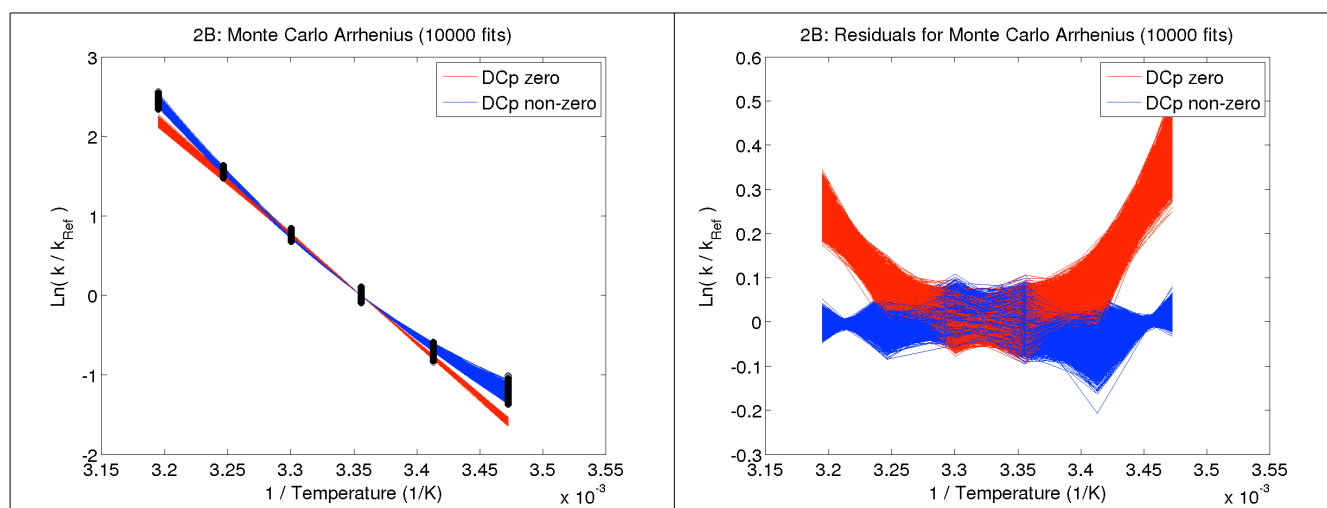 2B: Monte Carlo Arrhenius (10000 fits)
3
2
1
0
-1
-2
Ln( k / kRef )
DCp zero
DCp non-zero
3.15
3.2
3.25
3.3
3.35
3.4
3.45
3.5
3.55
1 / Temperature (1/K)
x 10-3
2B: Residuals for Monte Carlo Arrhenius (10000 fits)
0.6
0.5
0.4
0.3
0.2
0.1
0
-0.1
-0.2
-0.3
Ln( k / kRef )
DCp zero
DCp non-zero
3.15
3.2
3.25
3.3
3.35
3.4
3.45
3.5
3.55
1 / Temperature (1/K)
x 10-3